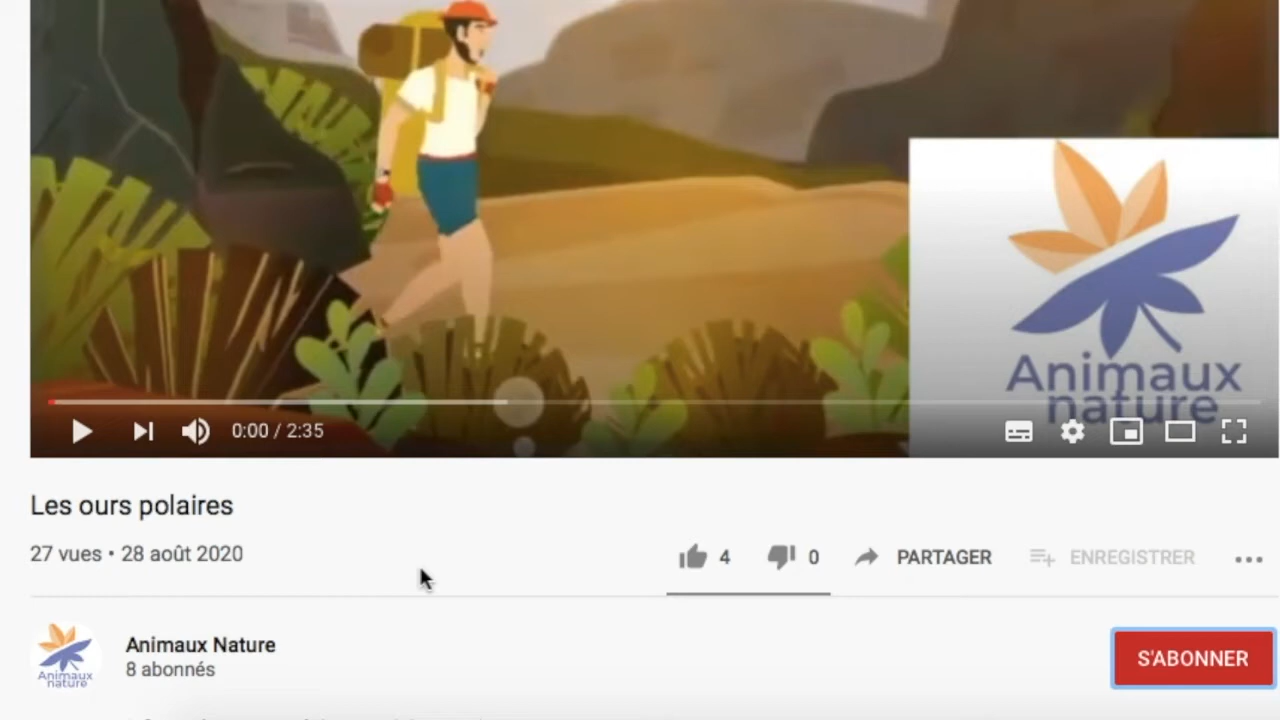 Animaux
nature
0:00 / 2:35
Les ours polaires
27 vues • 28 août 2020
4
0
PARTAGER
ENREGISTRER
Animaux Nature
8 abonnés
Animaux
nature
S'ABONNER